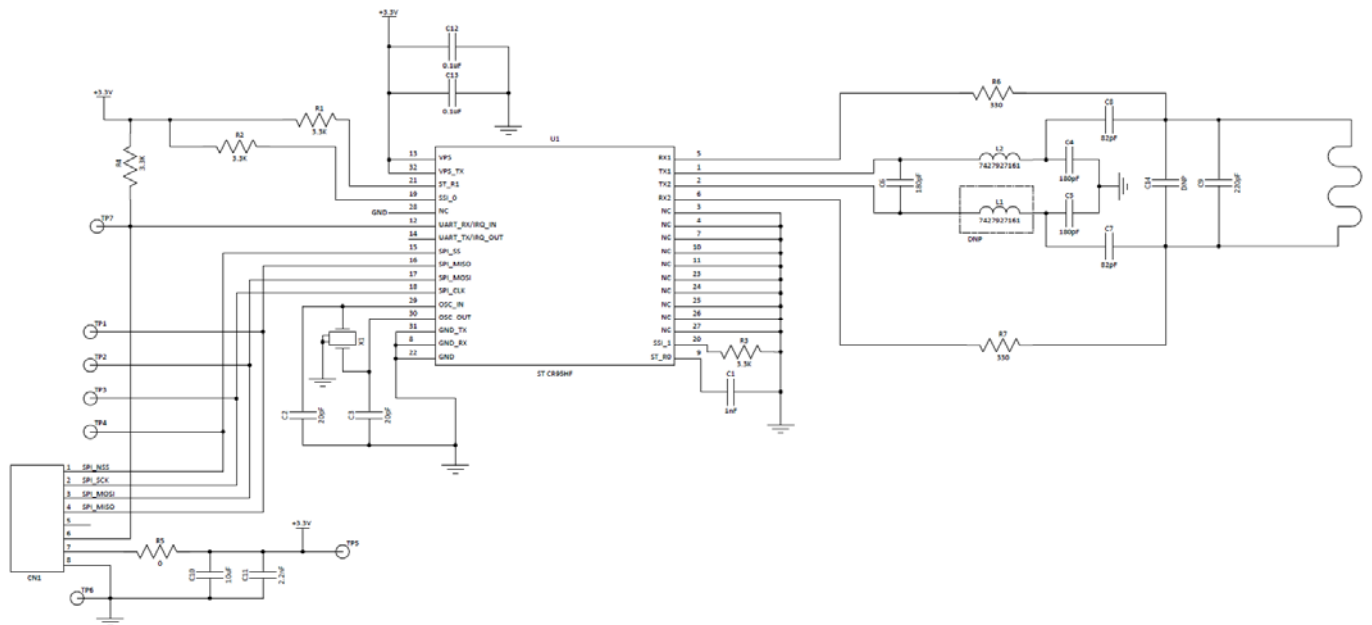 +3.3V
C12
0.1uF
C13
0.1uF
+3.3V
R1
3.3K
R2
3.3K
R4
3.3K
U1
13 VPS
32 VPS_TX
21 ST_R1
19 SSI_0
GND 28 NC
TP7 12 UART_RX/IRQ_IN
14 UART_TX/IRQ_OUT
15 SPI_SS
16 SPI_MISO
17 SPI_MOSI
18 SPI_CLK
29 OSC_IN
30 OSC_OUT
31 GND_TX
8 GND_RX
22 GND
RX1 5
TX1 1
TX2 2
RX2 6
NC 3
NC 4
NC 7
NC 10
NC 11
NC 23
NC 24
NC 25
NC 26
NC 27
SSI_1 20
ST_R0 9
ST CR95HF
R3
3.3K
C1
1nF
R6
330
C8
82pF
L2
7427927161
C4
180pF
C6
180pF
L1
7427927161
DNP
C5
180pF
C7
82pF
C14
DNP
C9
220pF
R7
330
X1
C2
20pF
20pF
TP1
TP2
TP3
TP4
1 SPI_NSS
2 SPI_SCK
3 SPI_MOSI
4 SPI_MISO
5
6
7
8
CN1
R5
0
+3.3V
TP5
C10
10uF
C11
2.2nF
TP6